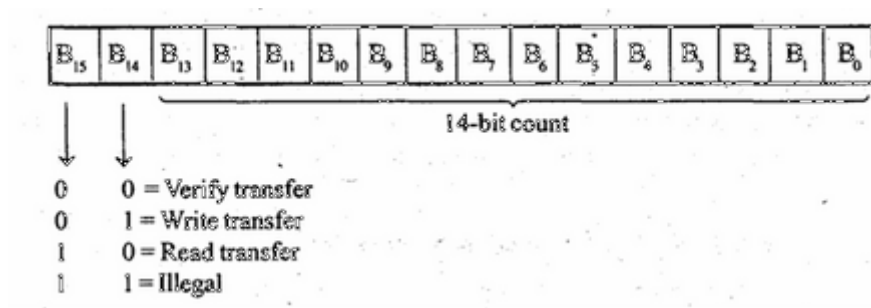 B15 B14 B13 B12 B11 B10 B9 B8 B7 B6 B5 B4 B3 B2 B1 B0
14-bit count
0 0 = Verify transfer
0 1 = Write transfer
1 0 = Read transfer
1 1 = Illegal